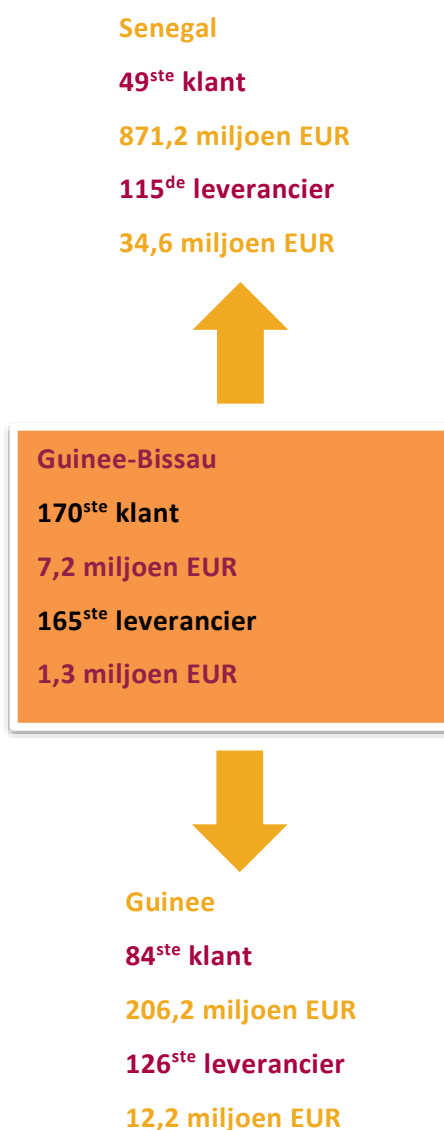 Senegal
49ste klant
871,2 miljoen EUR
115de leverancier
34,6 miljoen EUR
Guinee-Bissau
170ste klant
7,2 miljoen EUR
165ste leverancier
1,3 miljoen EUR
Guinee
84ste klant
206,2 miljoen EUR
126ste leverancier
12,2 miljoen EUR